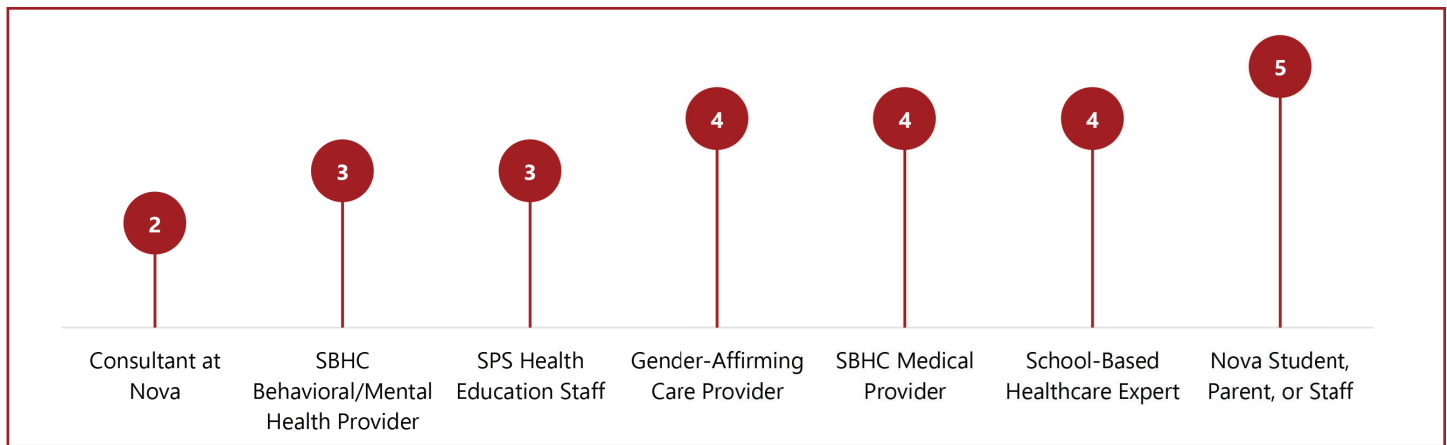 2
3
3
4
4
4
5
Consultant at
Nova
SBHC
Behavioral/Mental
Health Provider
SPS Health
Education Staff
Gender-Affirming
Care Provider
SBHC Medical
Provider
School-Based
Healthcare Expert
Nova Student,
Parent, or Staff